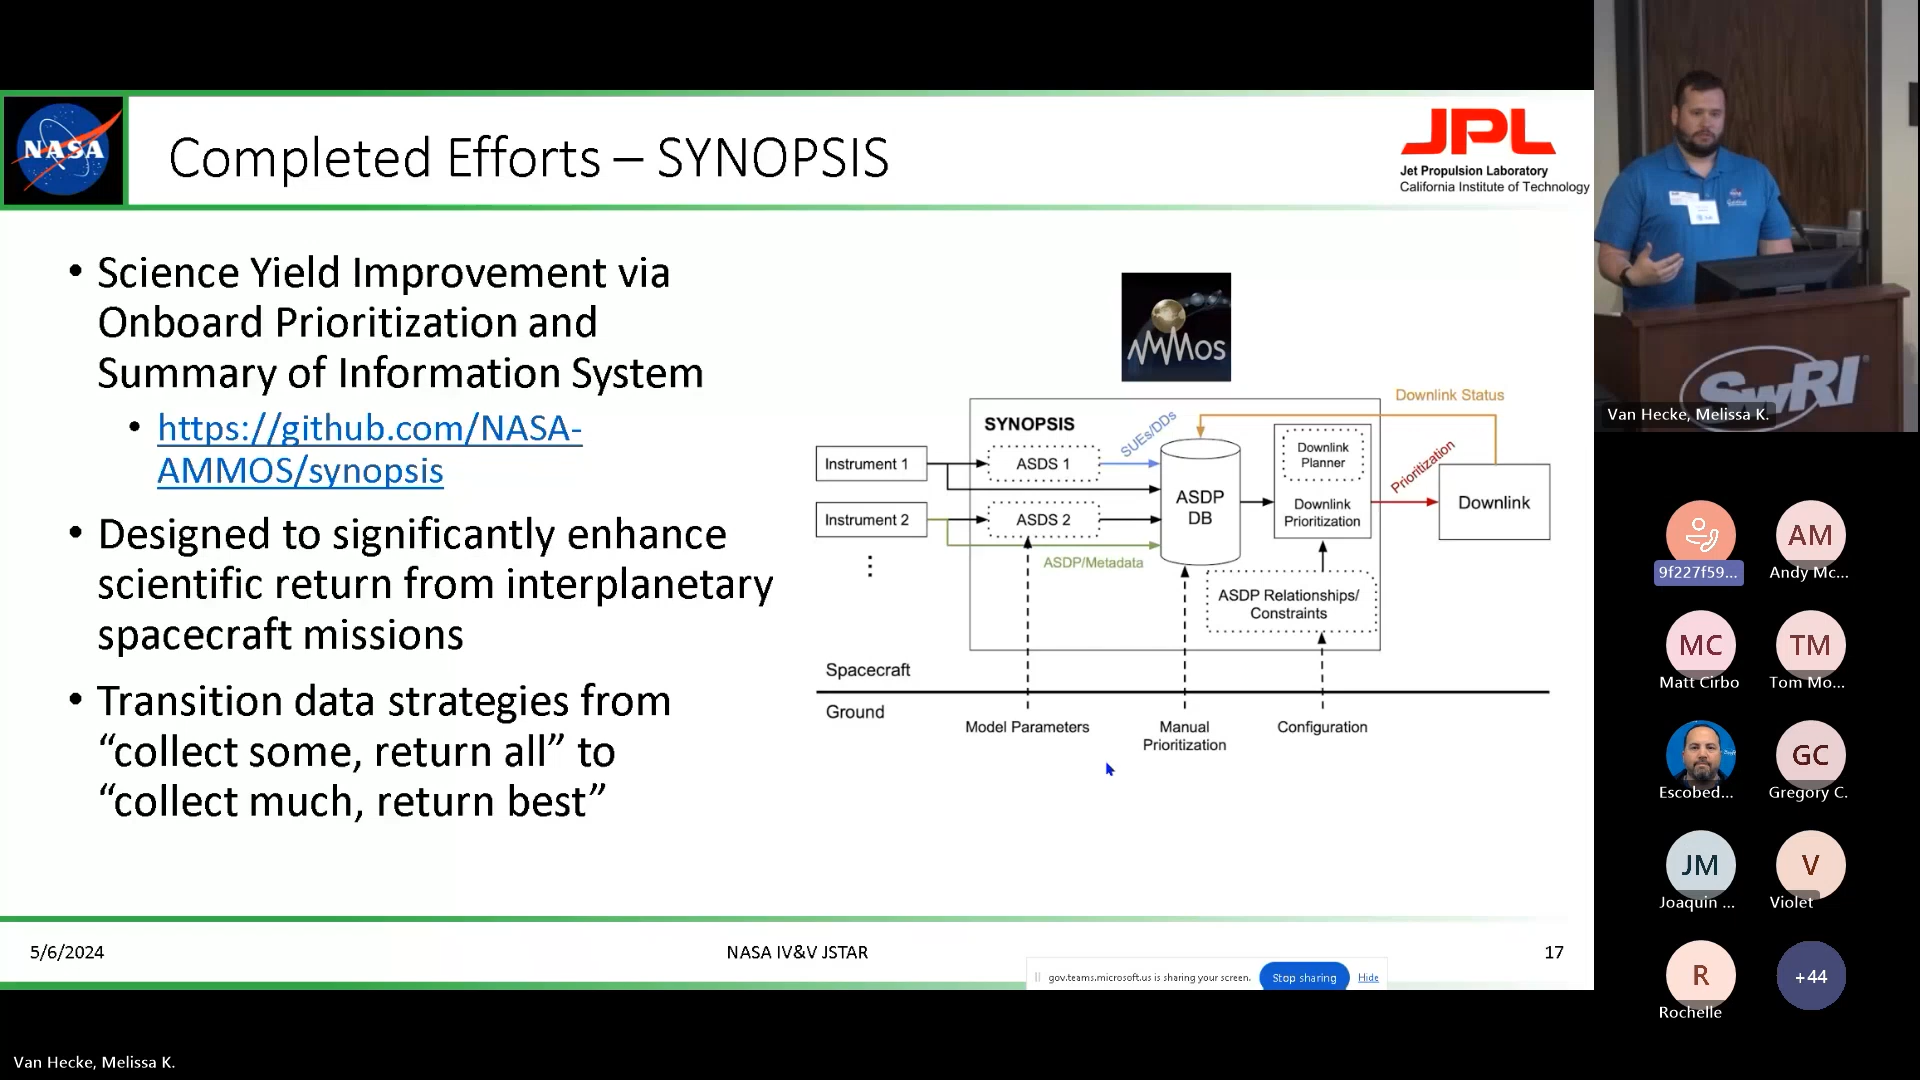 NASA
Completed Efforts – SYNOPSIS
JPL
Jet Propulsion Laboratory
California Institute of Technology
• Science Yield Improvement via
Onboard Prioritization and
Summary of Information System
• https://github.com/NASA-
AMMOS/synopsis
• Designed to significantly enhance
scientific return from interplanetary
spacecraft missions
• Transition data strategies from
“collect some, return all” to
“collect much, return best”
AMMOS
SYNOPSIS
Instrument 1
Instrument 2
ASDS 1
ASDS 2
SUEs/DDs
ASDP/Metadata
ASDP
DB
Downlink
Planner
Downlink
Prioritization
ASDP Relationships/
Constraints
Downlink Status
Prioritization
Downlink
Spacecraft
Ground
Model Parameters
Manual
Prioritization
Configuration
5/6/2024
NASA IV&V JSTAR
17
gov.teams.microsoft.us is sharing your screen.
Stop sharing
Hide
Van Hecke, Melissa K.
SwRI
Van Hecke, Melissa K.
9f227f59...
AM
Andy Mc...
MC
Matt Cirbo
TM
Tom Mo...
Escobed...
GC
Gregory C.
JM
Joaquin ...
V
Violet
R
Rochelle
+44